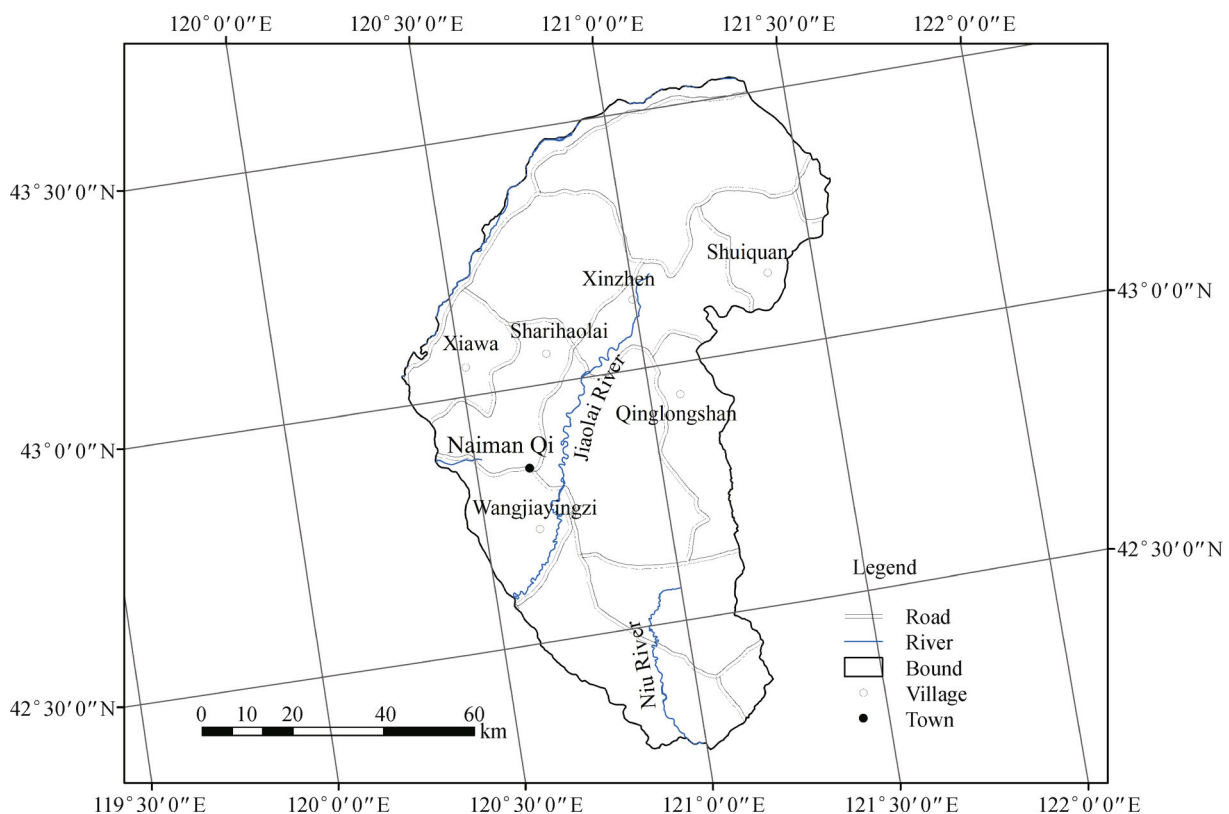 120°0′0″E 120°30′0″E 121°0′0″E 121°30′0″E 122°0′0″E
43°30′0″N
Shuiquan
Xinzhen
43°0′0″N
Sharihaolai
Xiawa
Jiaolai River
Qinglongshan
Naiman Qi
43°0′0″N
Wangjiayingzi
42°30′0″N
Legend
Road
River
Niu River
Bound
Village
42°30′0″N
0 10 20 40 60
Town
km
119°30′0″E 120°0′0″E 120°30′0″E 121°0′0″E 121°30′0″E 122°0′0″E